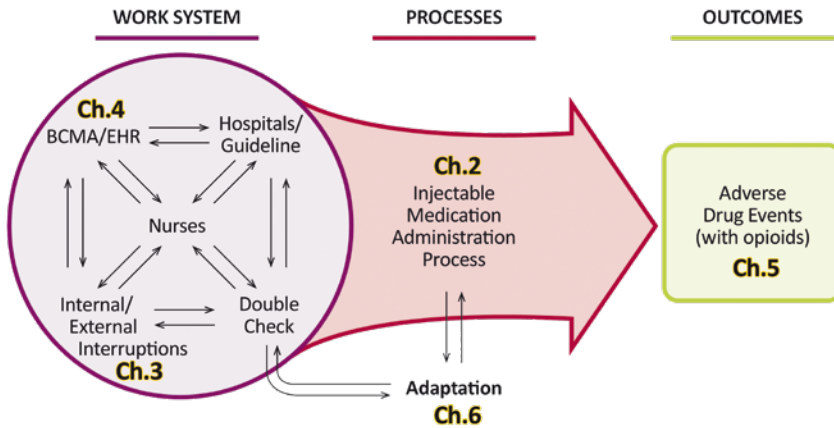 WORK SYSTEM
PROCESSES
OUTCOMES
Ch.4
BCMA/EHR
Hospitals/
Guideline
Nurses
Internal/
External
Interruptions
Ch.3
Double
Check
Ch.2
Injectable
Medication
Administration
Process
Adaptation
Ch.6
Adverse
Drug Events
(with opioids)
Ch.5